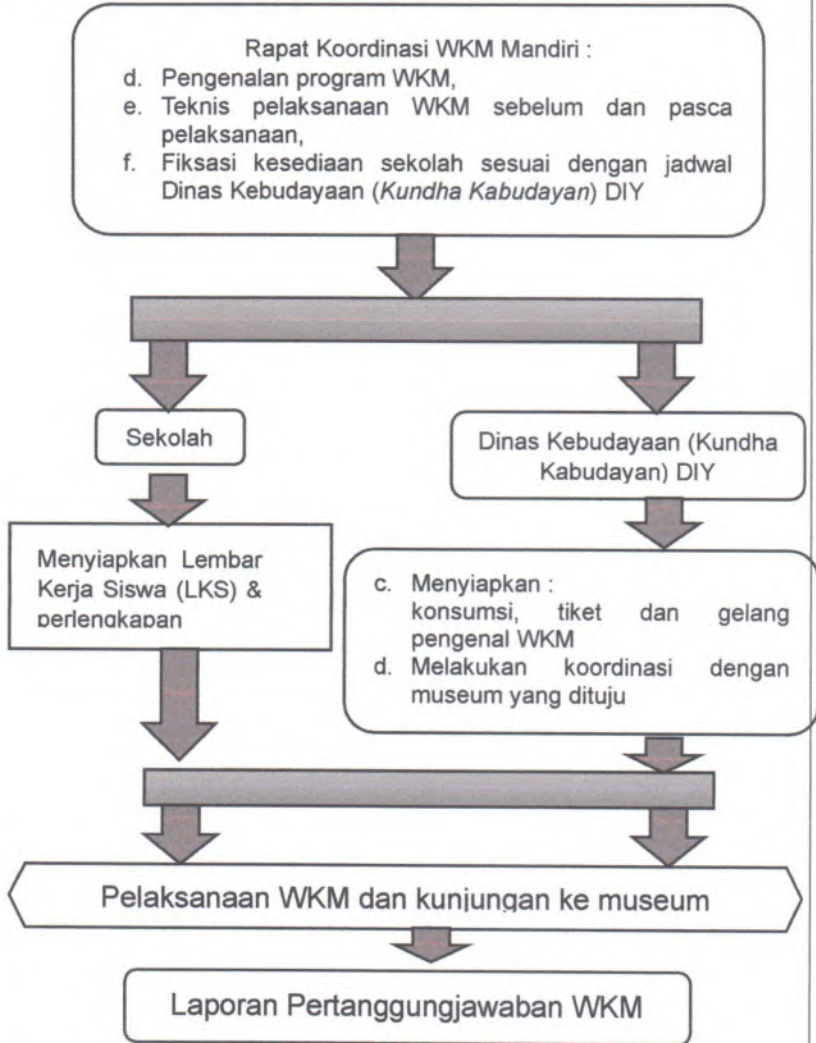 Rapat Koordinasi WKM Mandiri :
d. Pengenalan program WKM,
e. Teknis pelaksanaan WKM sebelum dan pasca
pelaksanaan,
f. Fiksasi kesediaan sekolah sesuai dengan jadwal
Dinas Kebudayaan (Kundha Kabudayan) DIY
Sekolah
Dinas Kebudayaan (Kundha
Kabudayan) DIY
Menyiapkan Lembar
Kerja Siswa (LKS) &
perlengkapan
c. Menyiapkan :
konsumsi, tiket dan gelang
pengenal WKM
d. Melakukan koordinasi dengan
museum yang dituju
Pelaksanaan WKM dan kunjungan ke museum
Laporan Pertanggungjawaban WKM